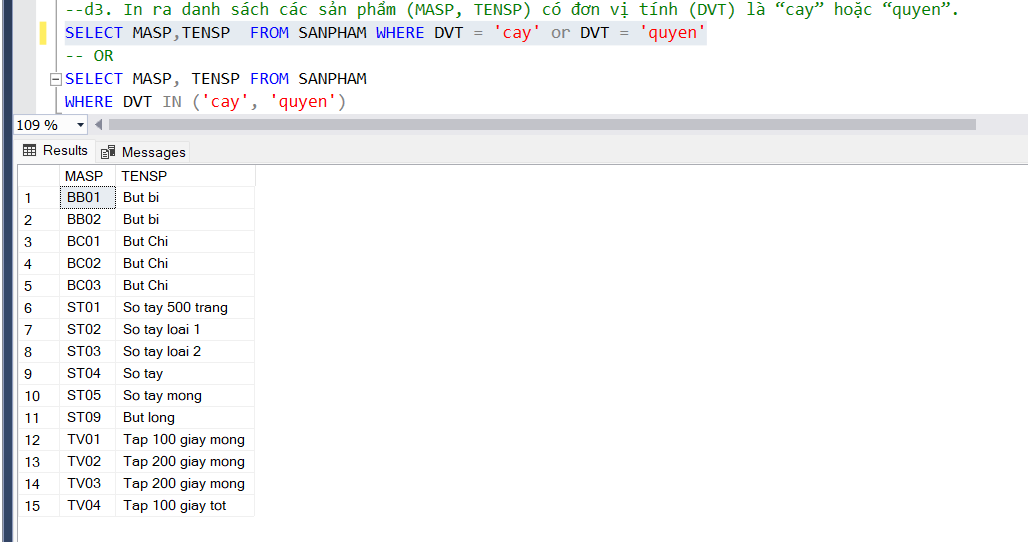 --d3. In ra danh sách các sản phẩm (MASP, TENSP) có đơn vị tính (DVT) là “cay” hoặc “quyen”.
SELECT MASP,TENSP  FROM SANPHAM WHERE DVT = 'cay' or DVT = 'quyen'
-- OR
SELECT MASP, TENSP FROM SANPHAM
WHERE DVT IN ('cay', 'quyen')
109 %
Results Messages
MASP TENSP
1 BB01 But bi
2 BB02 But bi
3 BC01 But Chi
4 BC02 But Chi
5 BC03 But Chi
6 ST01 So tay 500 trang
7 ST02 So tay loai 1
8 ST03 So tay loai 2
9 ST04 So tay
10 ST05 So tay mong
11 ST09 But long
12 TV01 Tap 100 giay mong
13 TV02 Tap 200 giay mong
14 TV03 Tap 200 giay mong
15 TV04 Tap 100 giay tot